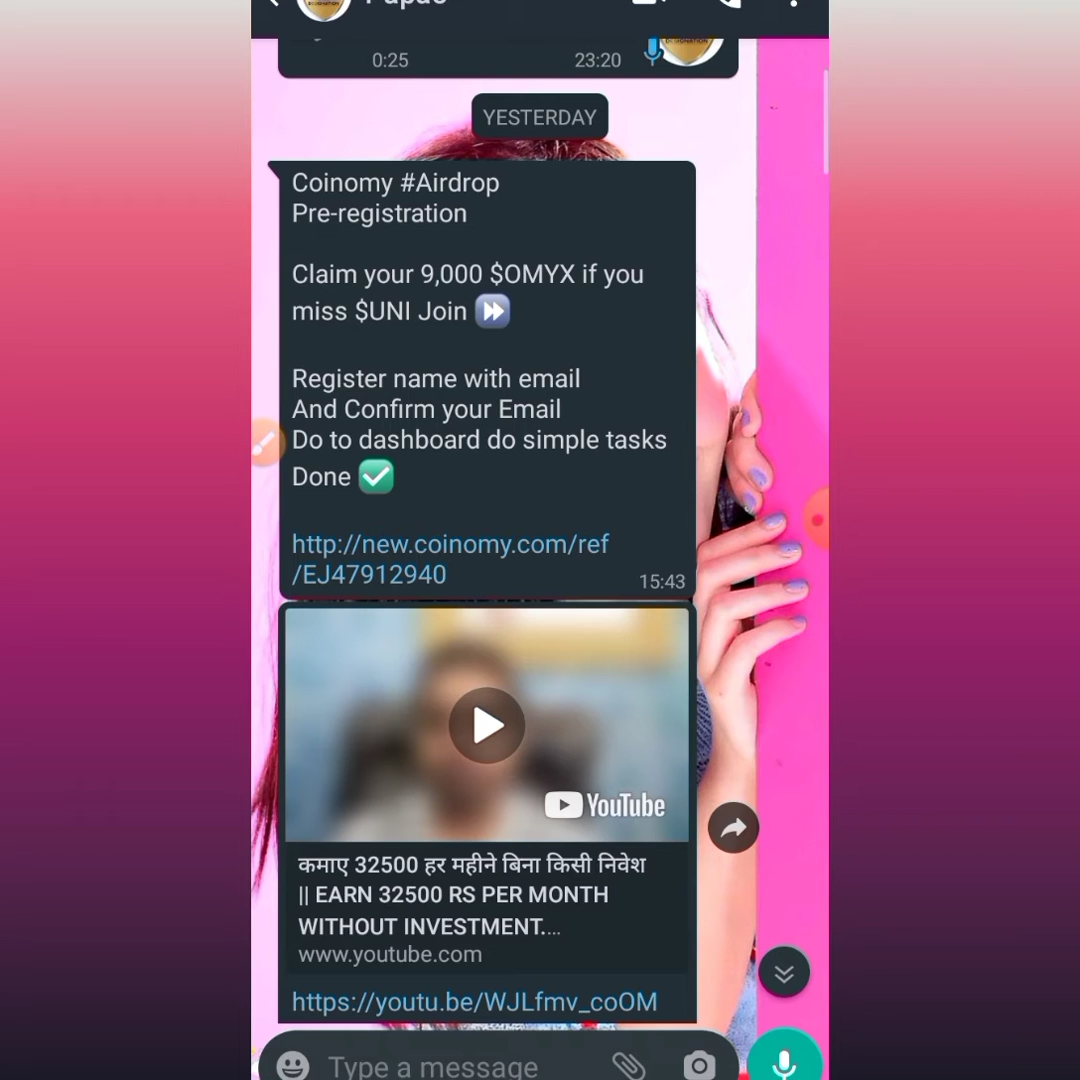 0:25
23:20
YESTERDAY
Coinomy #Airdrop
Pre-registration
Claim your 9,000 $OMYX if you
miss $UNI Join
Register name with email
And Confirm your Email
Do to dashboard do simple tasks
Done
http://new.coinomy.com/ref
/EJ47912940
15:43
YouTube
कमाए 32500 हर महीने बिना किसी निवेश
|| EARN 32500 RS PER MONTH
WITHOUT INVESTMENT....
www.youtube.com
https://youtu.be/WJLfmv_coOM
Type a message